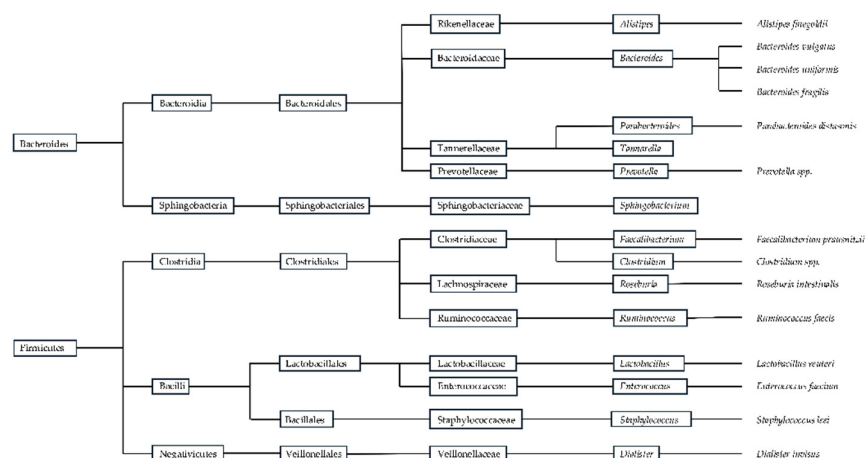 Rikenellaceae Alistipes Alistipes finegoldii
Bacteroides vulgatus
Bacteroidaceae Bacteroides
Bacteroides uniformis
Bacteroides fragilis
Bacteroidia Bacteroidales
Parabacteroides Parabacteroides distasonis
Bacteroides
Tannerellaceae Tannerella
Prevotellaceae Prevotella Prevotella spp.
Sphingobacteria Sphingobacteriales Sphingobacteriaceae Sphingobacterium
Clostridiaceae Faecalibacterium Faecalibacterium prausnitzii
Clostridia Clostridiales Clostridium Clostridium spp.
Lachnospiraceae Roseburia Roseburia intestinalis
Ruminococcaceae Ruminococcus Ruminococcus faecis
Firmicutes
Lactobacillales Lactobacillaceae Lactobacillus Lactobacillus reuteri
Bacilli Enterococcaceae Enterococcus Enterococcus faecium
Bacillales Staphylococcaceae Staphylococcus Staphylococcus leei
Negativicutes Veillonellales Veillonellaceae Dialister Dialister invisus